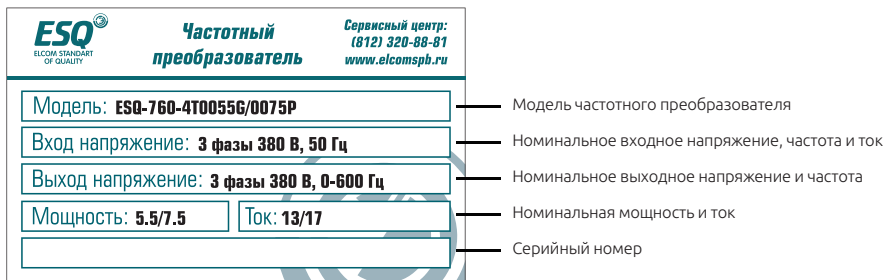 ESQ®
ELCOM STANDART
OF QUALITY
Частотный
преобразователь
Сервисный центр:
(812) 320-88-81
www.elcomspb.ru
Модель: ESQ-760-4T0055G/0075P
Модель частотного преобразователя
Вход напряжение: 3 фазы 380 В, 50 Гц
Номинальное входное напряжение, частота и ток
Выход напряжение: 3 фазы 380 В, 0-600 Гц
Номинальное выходное напряжение и частота
Мощность: 5.5/7.5 Ток: 13/17
Номинальная мощность и ток
Серийный номер